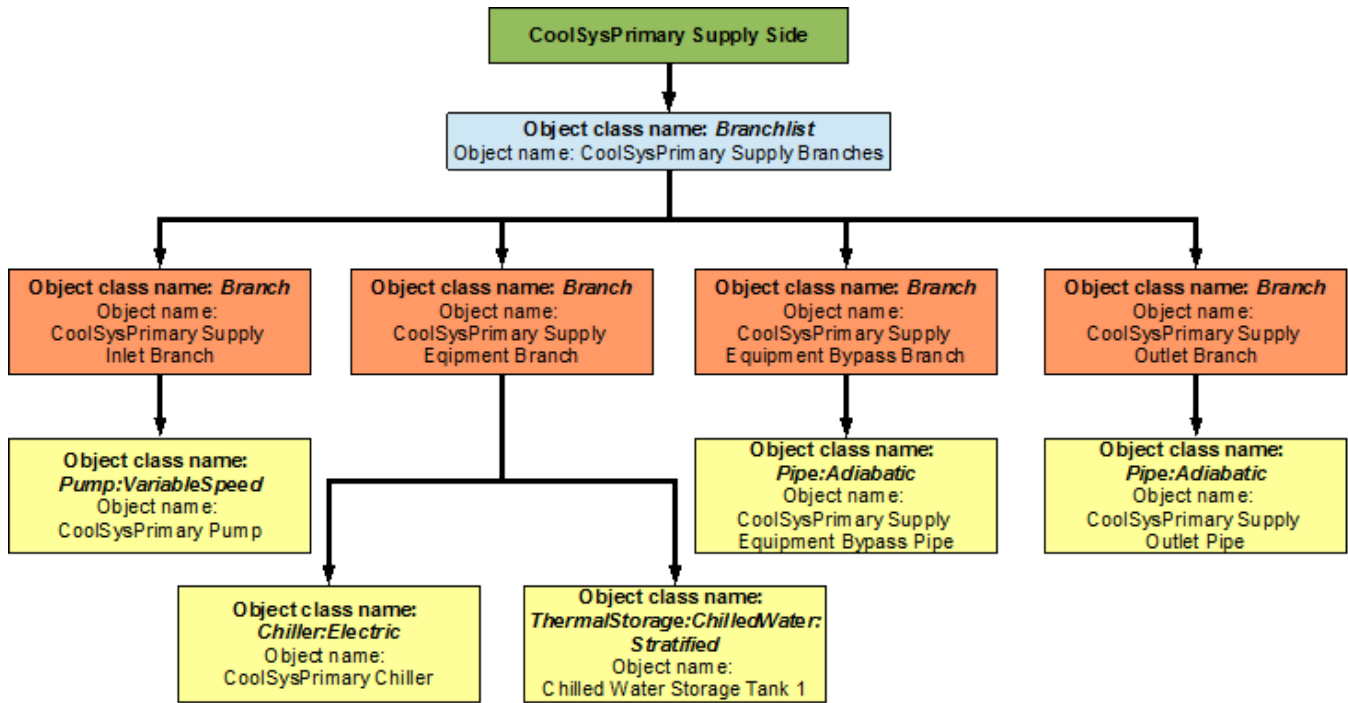 CoolSysPrimary Supply Side
Object class name: Branchlist
Object name: CoolSysPrimary Supply Branches
Object class name: Branch
Object name:
CoolSysPrimary Supply
Inlet Branch
Object class name: Branch
Object name:
CoolSysPrimary Supply
Eqipment Branch
Object class name: Branch
Object name:
CoolSysPrimary Supply
Equipment Bypass Branch
Object class name: Branch
Object name:
CoolSysPrimary Supply
Outlet Branch
Object class name:
Pump:VariableSpeed
Object name:
CoolSysPrimary Pump
Object class name:
Pipe:Adiabatic
Object name:
CoolSysPrimary Supply
Equipment Bypass Pipe
Object class name:
Pipe:Adiabatic
Object name:
CoolSysPrimary Supply
Outlet Pipe
Object class name:
Chiller:Electric
Object name:
CoolSysPrimary Chiller
Object class name:
ThermalStorage:ChilledWater:
Stratified
Object name:
Chilled Water Storage Tank 1